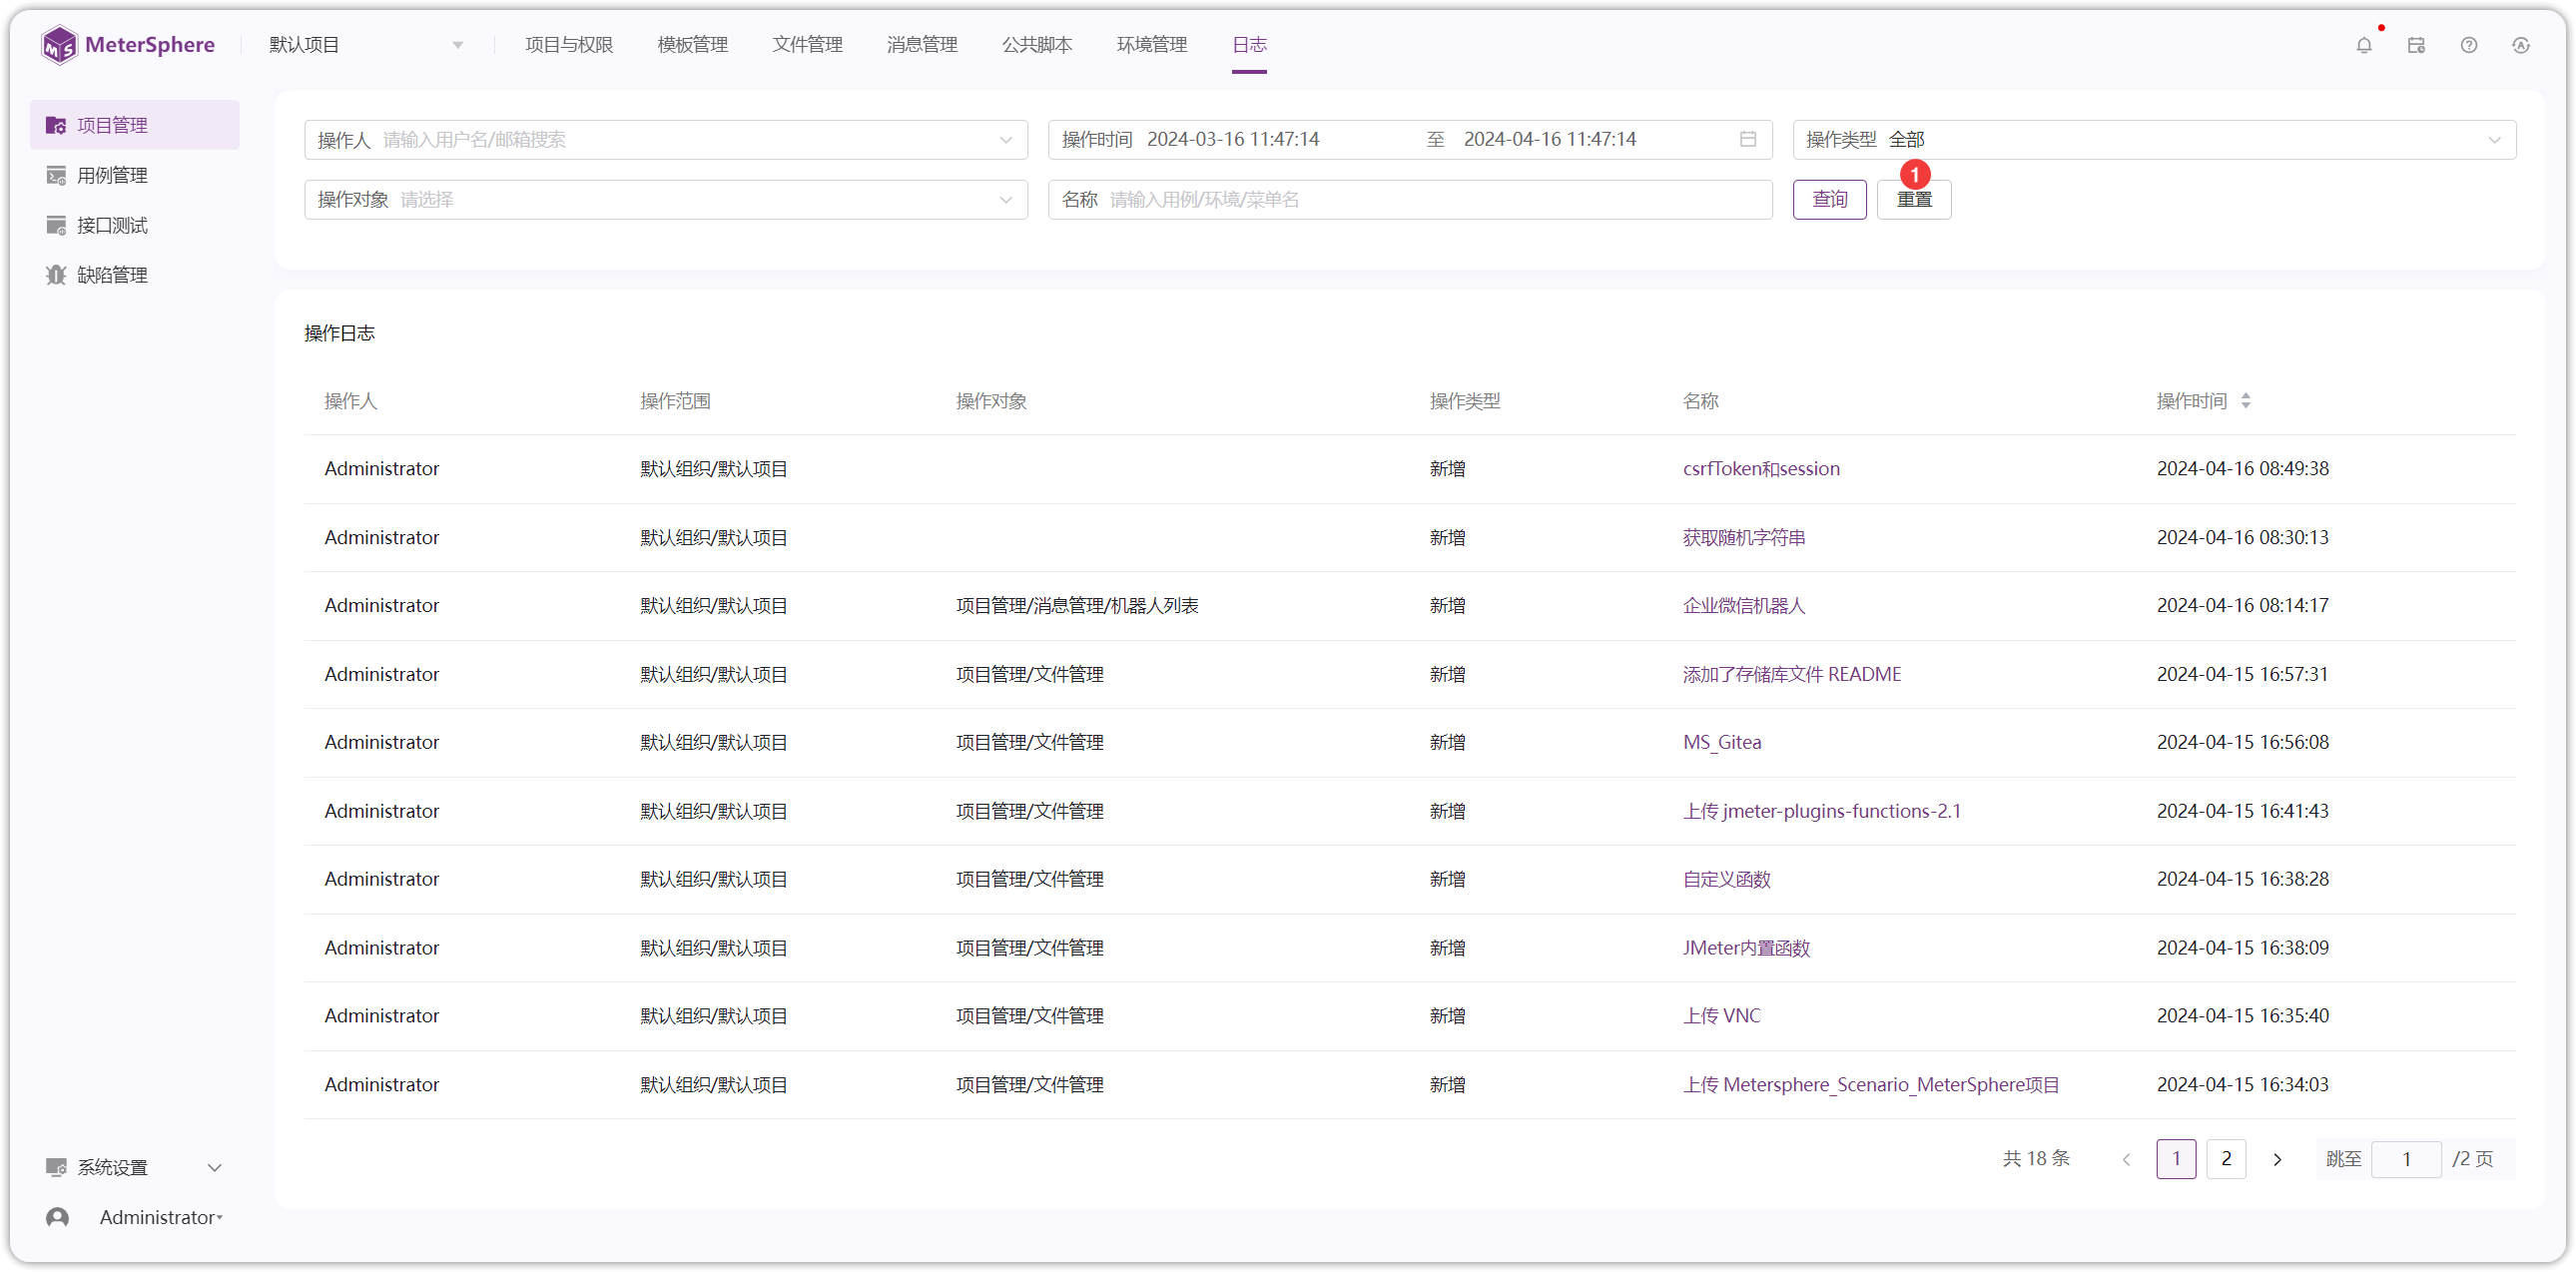 MeterSphere 默认项目 项目与权限 模板管理 文件管理 消息管理 公共脚本 环境管理 日志
项目管理
用例管理
接口测试
缺陷管理
操作人 请输入用户名/邮箱搜索 操作时间 2024-03-16 11:47:14 至 2024-04-16 11:47:14 操作类型 全部
1
操作对象 请选择 名称 请输入用例/环境/菜单名 查询 重置
操作日志
操作人 操作范围 操作对象 操作类型 名称 操作时间
Administrator 默认组织/默认项目 新增 csrfToken和session 2024-04-16 08:49:38
Administrator 默认组织/默认项目 新增 获取随机字符串 2024-04-16 08:30:13
Administrator 默认组织/默认项目 项目管理/消息管理/机器人列表 新增 企业微信机器人 2024-04-16 08:14:17
Administrator 默认组织/默认项目 项目管理/文件管理 新增 添加了存储库文件 README 2024-04-15 16:57:31
Administrator 默认组织/默认项目 项目管理/文件管理 新增 MS_Gitea 2024-04-15 16:56:08
Administrator 默认组织/默认项目 项目管理/文件管理 新增 上传 jmeter-plugins-functions-2.1 2024-04-15 16:41:43
Administrator 默认组织/默认项目 项目管理/文件管理 新增 自定义函数 2024-04-15 16:38:28
Administrator 默认组织/默认项目 项目管理/文件管理 新增 JMeter内置函数 2024-04-15 16:38:09
Administrator 默认组织/默认项目 项目管理/文件管理 新增 上传 VNC 2024-04-15 16:35:40
Administrator 默认组织/默认项目 项目管理/文件管理 新增 上传 Metersphere_Scenario_MeterSphere项目 2024-04-15 16:34:03
共 18 条 1 2 跳至 1 /2 页
系统设置
Administrator